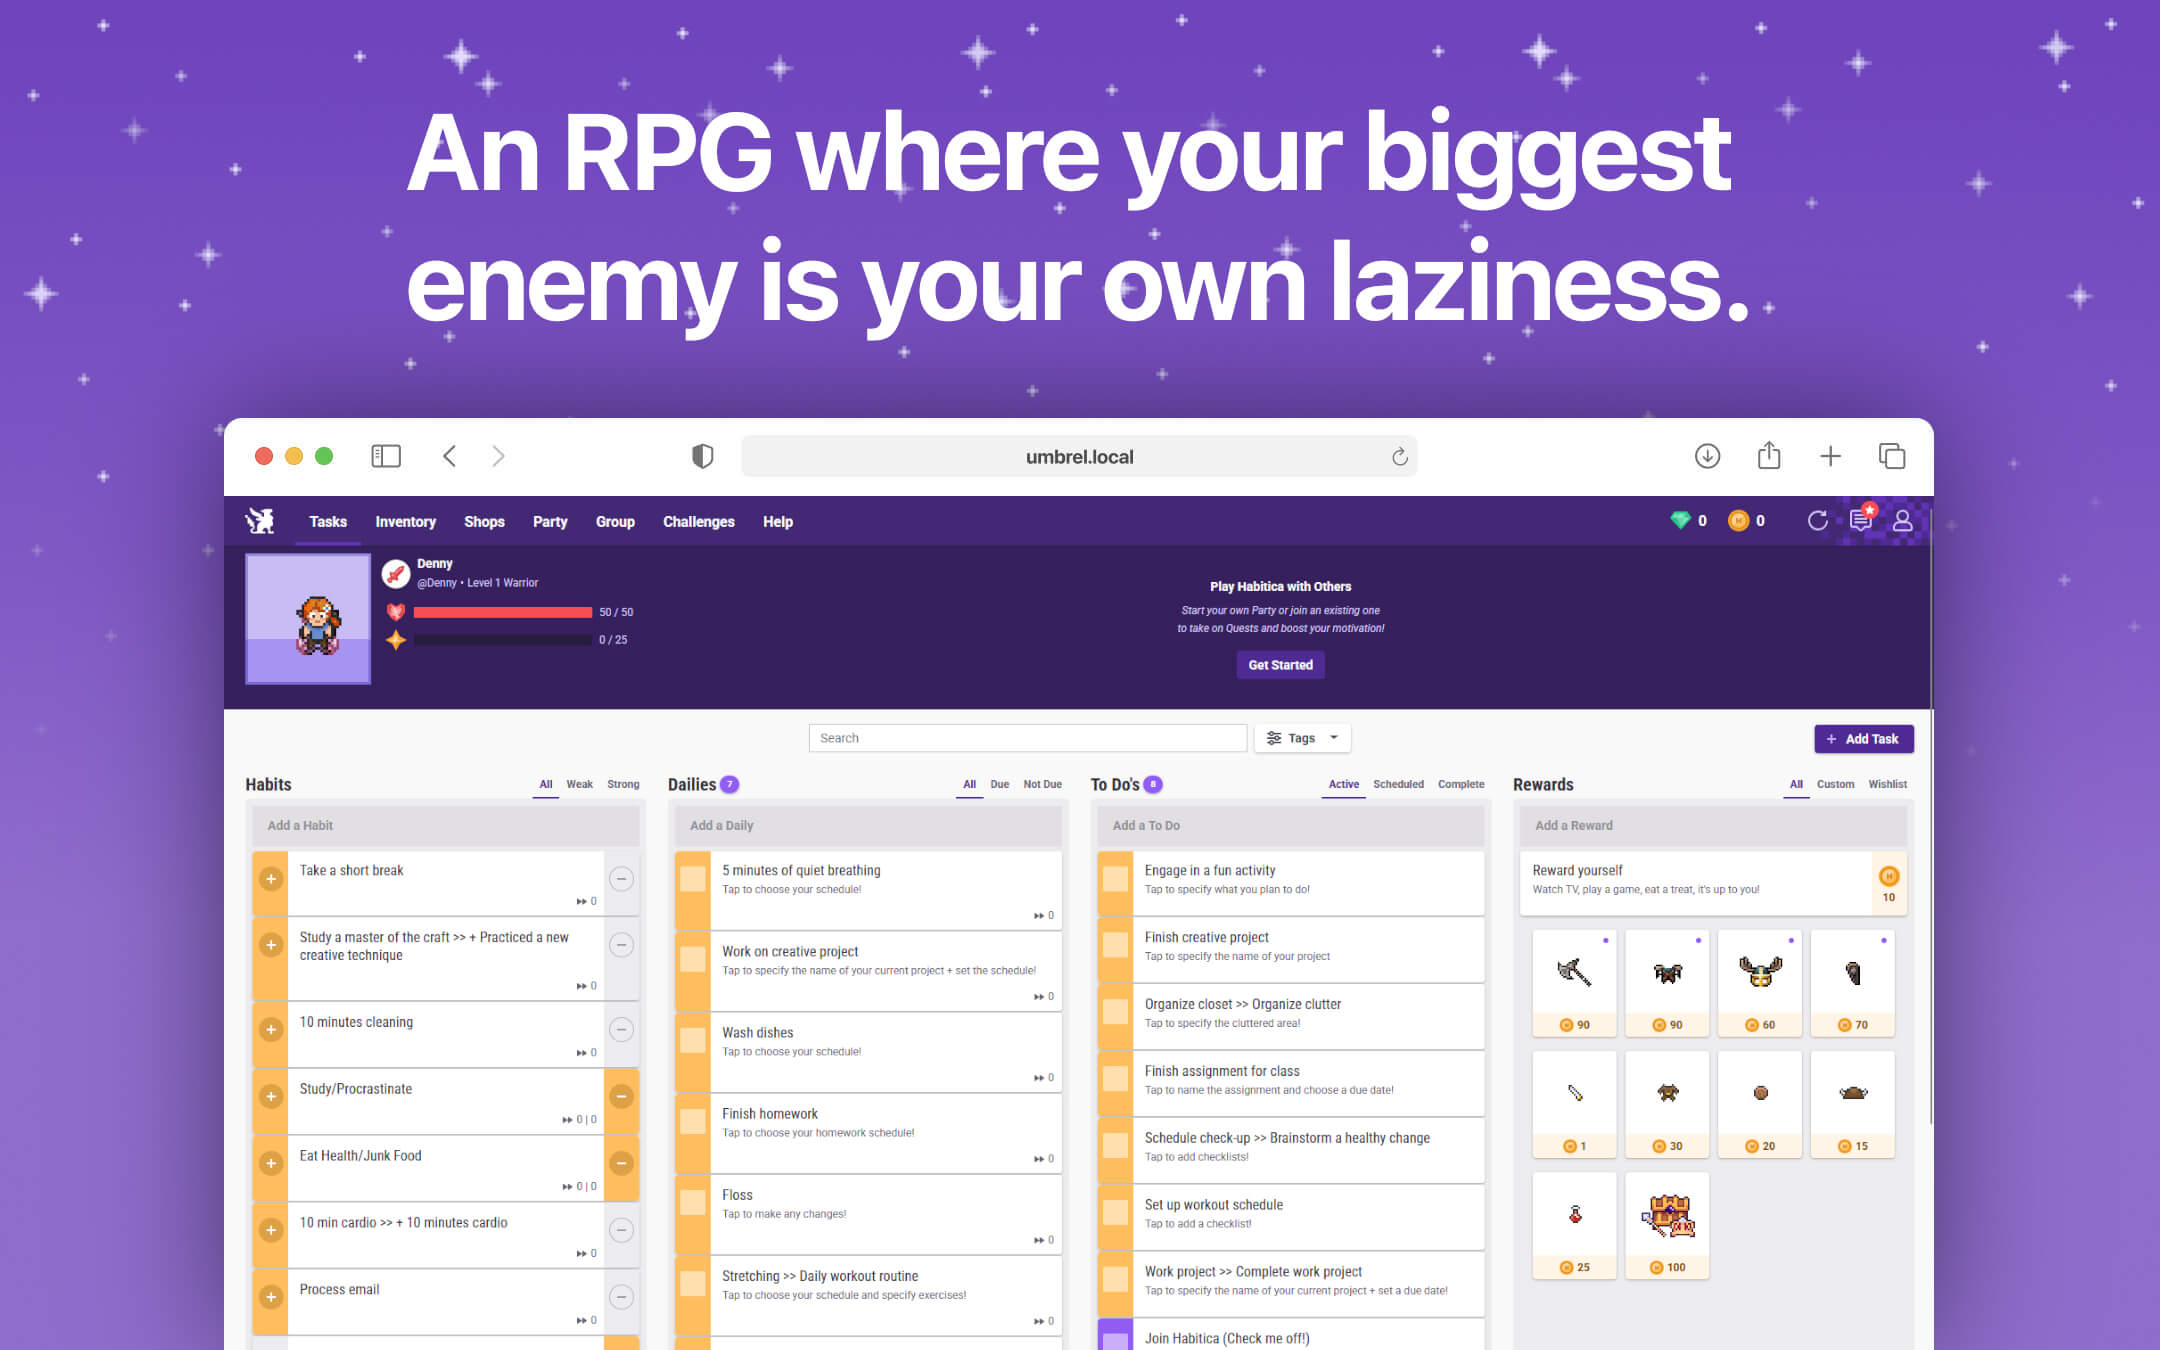 An RPG where your biggest
enemy is your own laziness.
umbrel.local
Tasks Inventory Shops Party Group Challenges Help 0 0
Denny
@Denny • Level 1 Warrior
50 / 50
0 / 25
Play Habitica with Others
Start your own Party or join an existing one
to take on Quests and boost your motivation!
Get Started
Search Tags + Add Task
Habits All Weak Strong
Add a Habit
Take a short break
0
Study a master of the craft >> + Practiced a new
creative technique
0
10 minutes cleaning
0
Study/Procrastinate
0 | 0
Eat Health/Junk Food
0 | 0
10 min cardio >> + 10 minutes cardio
0
Process email
0
Dailies 7 All Due Not Due
Add a Daily
5 minutes of quiet breathing
Tap to choose your schedule!
0
Work on creative project
Tap to specify the name of your current project + set the schedule!
0
Wash dishes
Tap to choose your schedule!
0
Finish homework
Tap to choose your homework schedule!
0
Floss
Tap to make any changes!
0
Stretching >> Daily workout routine
Tap to choose your schedule and specify exercises!
0
To Do's 8 Active Scheduled Complete
Add a To Do
Engage in a fun activity
Tap to specify what you plan to do!
Finish creative project
Tap to specify the name of your project
Organize closet >> Organize clutter
Tap to specify the cluttered area!
Finish assignment for class
Tap to name the assignment and choose a due date!
Schedule check-up >> Brainstorm a healthy change
Tap to add checklists!
Set up workout schedule
Tap to add a checklist!
Work project >> Complete work project
Tap to specify the name of your current project + set a due date!
Join Habitica (Check me off!)
Rewards All Custom Wishlist
Add a Reward
Reward yourself
Watch TV, play a game, eat a treat, it's up to you!
10
90 90 60 70
1 30 20 15
25 100